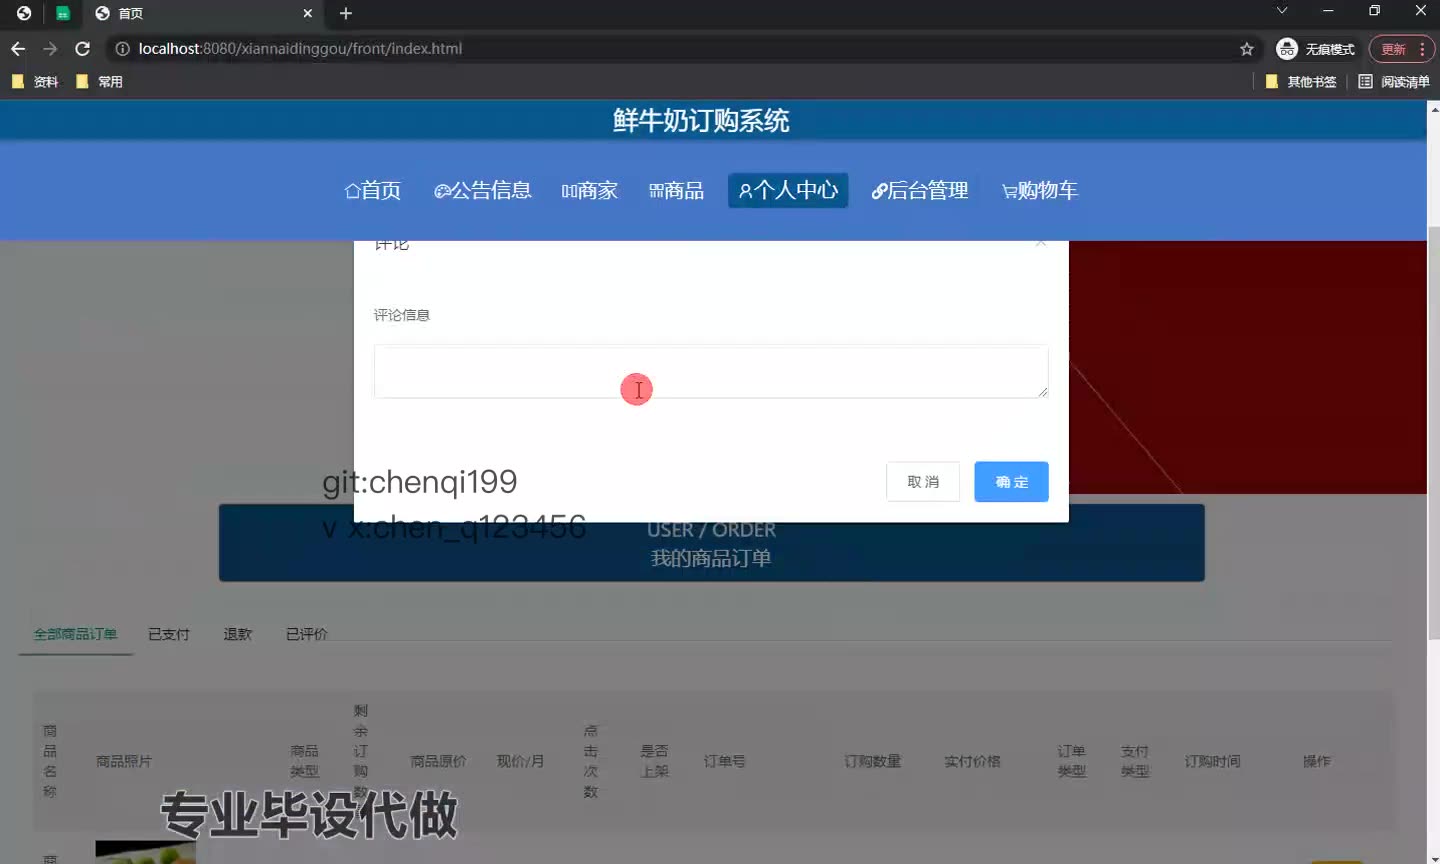 首页
localhost:8080/xiannaidinggou/front/index.html
无痕模式
更新
资料
常用
其他书签
阅读清单
鲜牛奶订购系统
首页
公告信息
商家
商品
个人中心
后台管理
购物车
评论
评论信息
取消
确定
git:chenqi199
v x:chen_q123456
USER / ORDER
我的商品订单
全部商品订单
已支付
退款
已评价
商品名称
商品照片
商品类型
剩余订购数
商品原价
现价/月
点击次数
是否上架
订单号
订购数量
实付价格
订单类型
支付类型
订购时间
操作
专业毕设代做
商